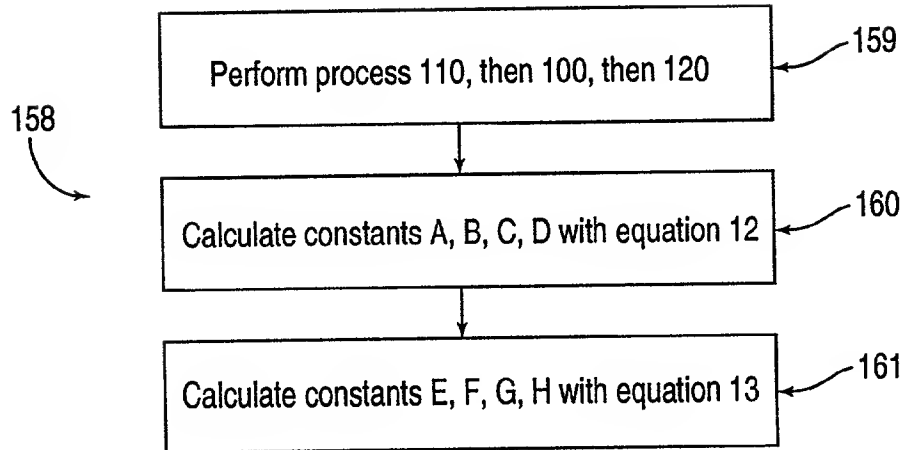 Perform process 110, then 100, then 120
159
158
Calculate constants A, B, C, D with equation 12
160
Calculate constants E, F, G, H with equation 13
161